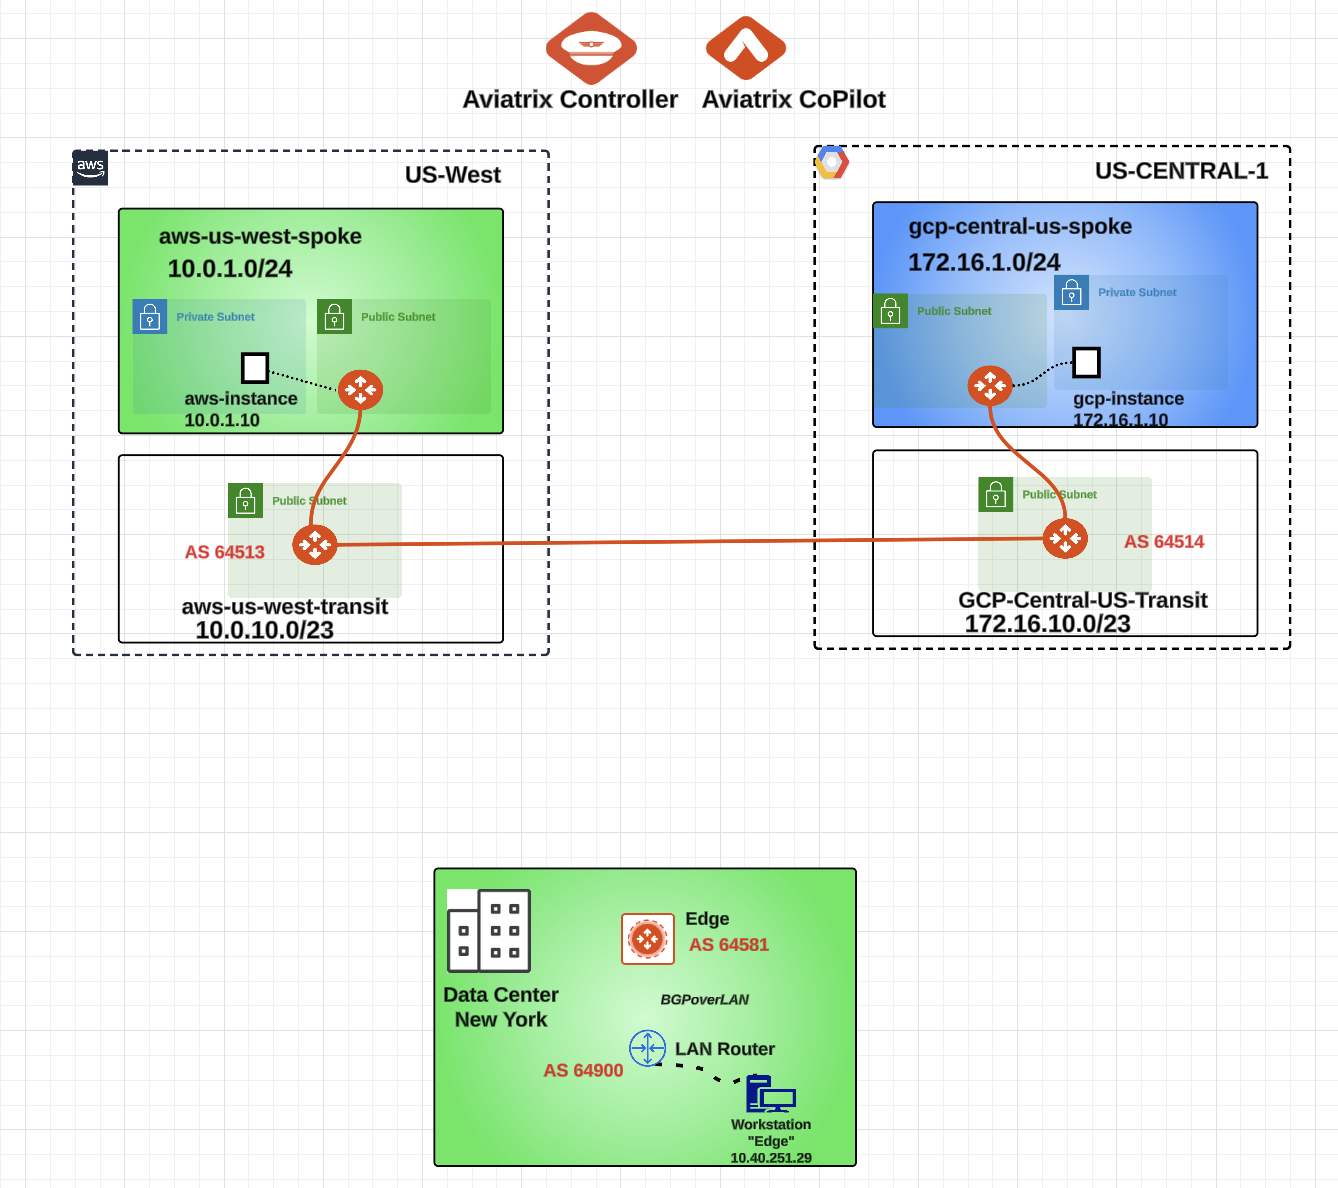 Aviatrix Controller
Aviatrix CoPilot
aws
US-West
aws-us-west-spoke
10.0.1.0/24
Private Subnet
Public Subnet
aws-instance
10.0.1.10
Public Subnet
AS 64513
aws-us-west-transit
10.0.10.0/23
US-CENTRAL-1
gcp-central-us-spoke
172.16.1.0/24
Public Subnet
Private Subnet
gcp-instance
172.16.1.10
Public Subnet
AS 64514
GCP-Central-US-Transit
172.16.10.0/23
Data Center
New York
Edge
AS 64581
BGPoverLAN
LAN Router
AS 64900
Workstation
"Edge"
10.40.251.29